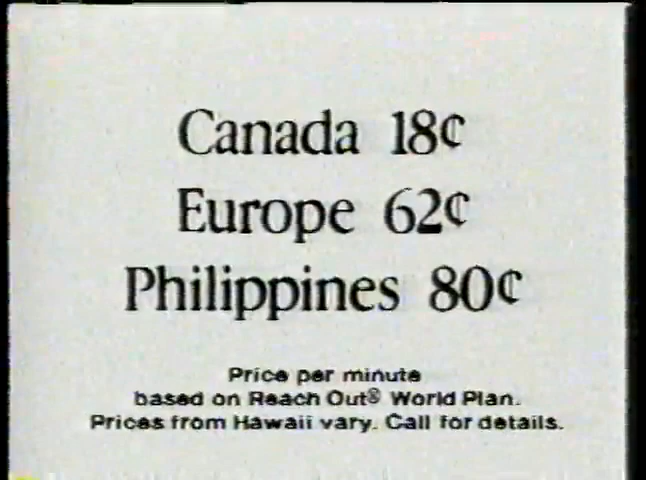 Canada 18¢
Europe 62¢
Philippines 80¢
Price per minute
based on Reach Out® World Plan.
Prices from Hawaii vary. Call for details.